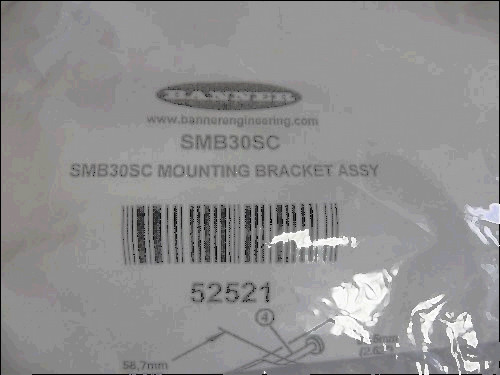 BANNER
www.bannerengineering.com
SMB30SC
SMB30SC MOUNTING BRACKET ASSY
52521
4
58,7mm